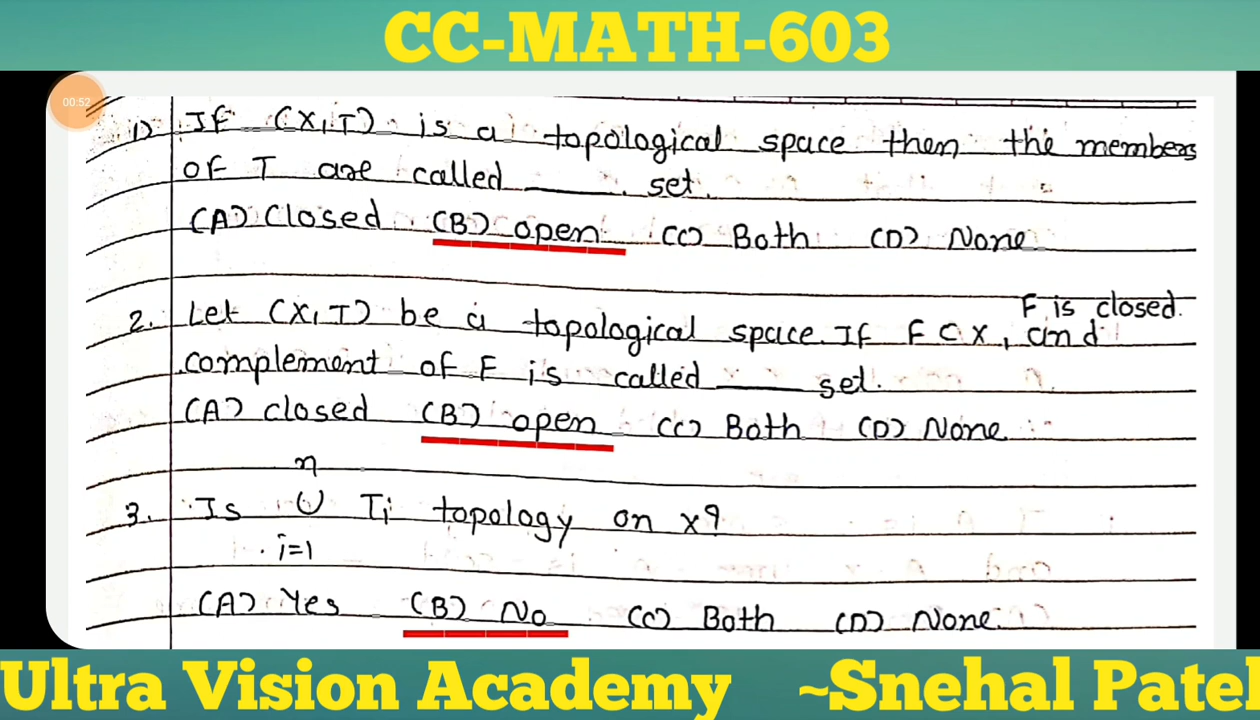 CC-MATH-603
00:52
1) If (X,T) is a topological space then the members
of T are called ______ set.
(A) Closed (B) open (C) Both (D) None
F is closed.
2. Let (X,T) be a topological space. If F ⊂ X, and
complement of F is called ____ set.
(A) closed (B) open (C) Both (D) None
n
3. Is ∪ Ti topology on X?
i=1
(A) Yes (B) No (C) Both (D) None.
Ultra Vision Academy ~Snehal Patel